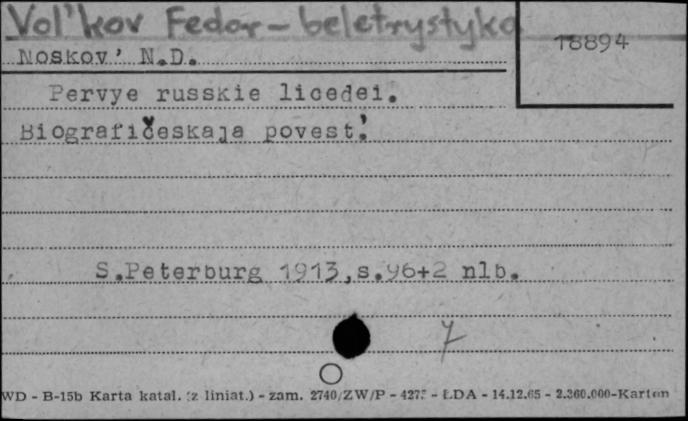 Vol'kov Fedor - beletrystyka
18894
Noskov' N.D.
Pervye russkie licedei.
Biografičeskaja povest'.
S.Peterburg 1913,s.96+2 nlb.
7
WD - B-15b Karta katal. (z liniat.) - zam. 2740/ZW/P - ŁDA - 14.12.65 - 2.360.000-Karton